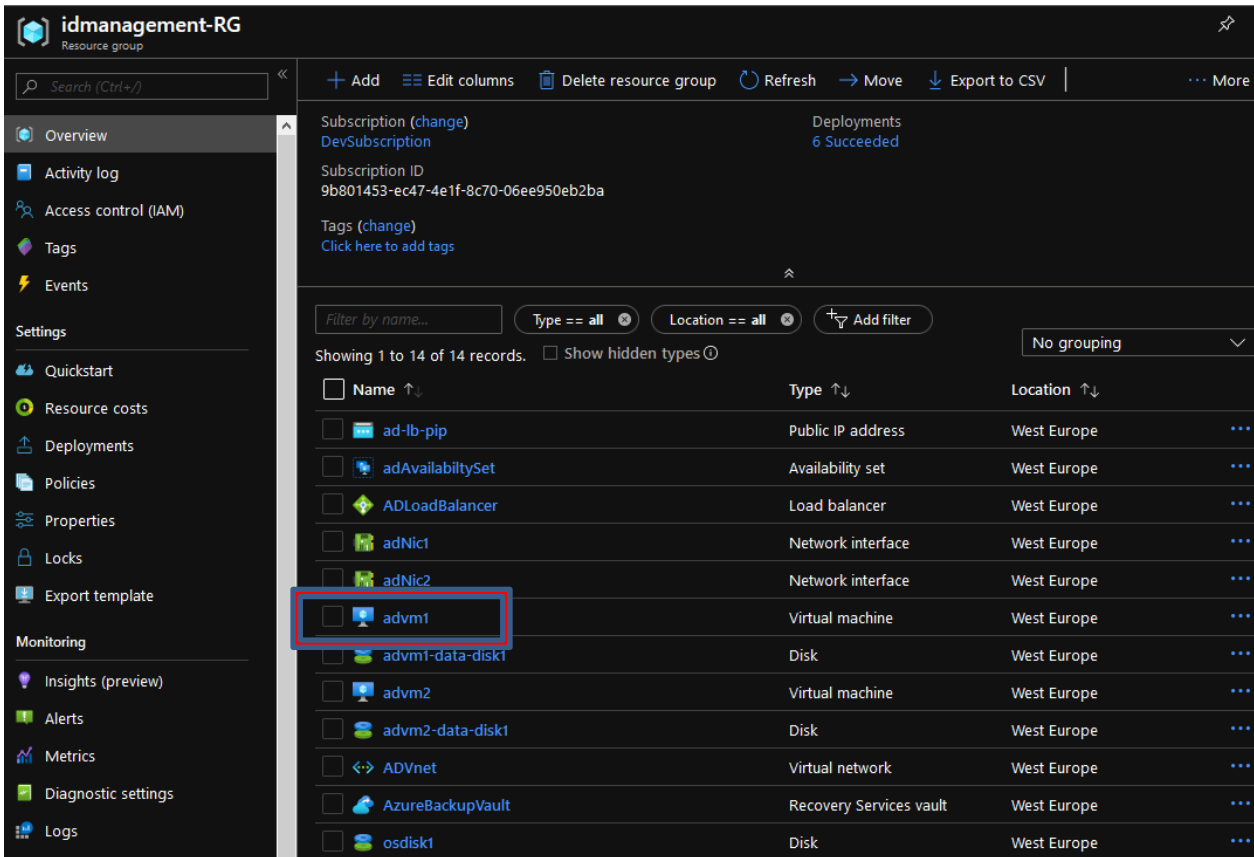 idmanagement-RG
Resource group
Search (Ctrl+/)
Overview
Activity log
Access control (IAM)
Tags
Events
Settings
Quickstart
Resource costs
Deployments
Policies
Properties
Locks
Export template
Monitoring
Insights (preview)
Alerts
Metrics
Diagnostic settings
Logs
Add Edit columns Delete resource group Refresh Move Export to CSV More
Subscription (change) Deployments
DevSubscription 6 Succeeded
Subscription ID
9b801453-ec47-4e1f-8c70-06ee950eb2ba
Tags (change)
Click here to add tags
Filter by name... Type == all Location == all Add filter
Showing 1 to 14 of 14 records. Show hidden types No grouping
Name Type Location
ad-lb-pip Public IP address West Europe
adAvailabiltySet Availability set West Europe
ADLoadBalancer Load balancer West Europe
adNic1 Network interface West Europe
adNic2 Network interface West Europe
advm1 Virtual machine West Europe
advm1-data-disk1 Disk West Europe
advm2 Virtual machine West Europe
advm2-data-disk1 Disk West Europe
ADVnet Virtual network West Europe
AzureBackupVault Recovery Services vault West Europe
osdisk1 Disk West Europe